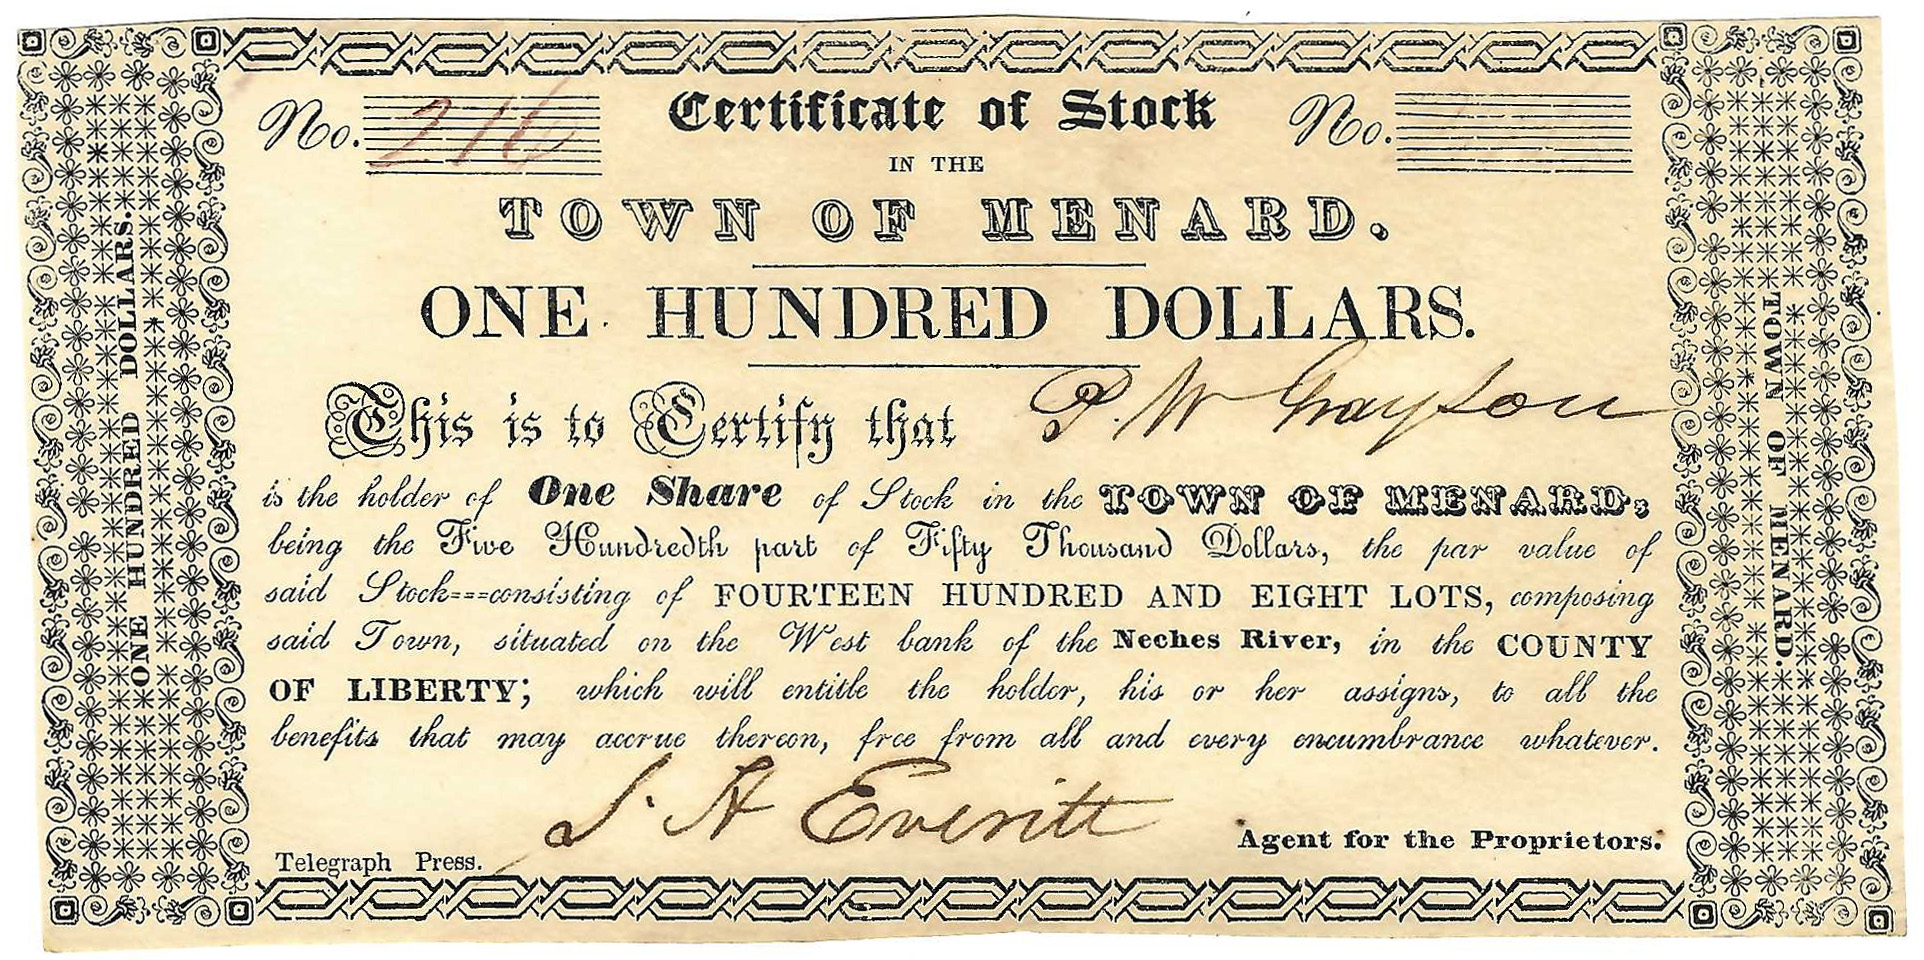 No. 216 Certificate of Stock No.
IN THE
TOWN OF MENARD.
ONE HUNDRED DOLLARS.
This is to Certify that P. W Grayson
is the holder of One Share of Stock in the TOWN OF MENARD;
being the Five Hundredth part of Fifty Thousand Dollars, the par value of
said Stock===consisting of FOURTEEN HUNDRED AND EIGHT LOTS, composing
said Town, situated on the West bank of the Neches River, in the COUNTY
OF LIBERTY; which will entitle the holder, his or her assigns, to all the
benefits that may accrue thereon, free from all and every encumbrance whatever.
S. H Everitt
Agent for the Proprietors.
Telegraph Press.
ONE HUNDRED DOLLARS.
TOWN OF MENARD.